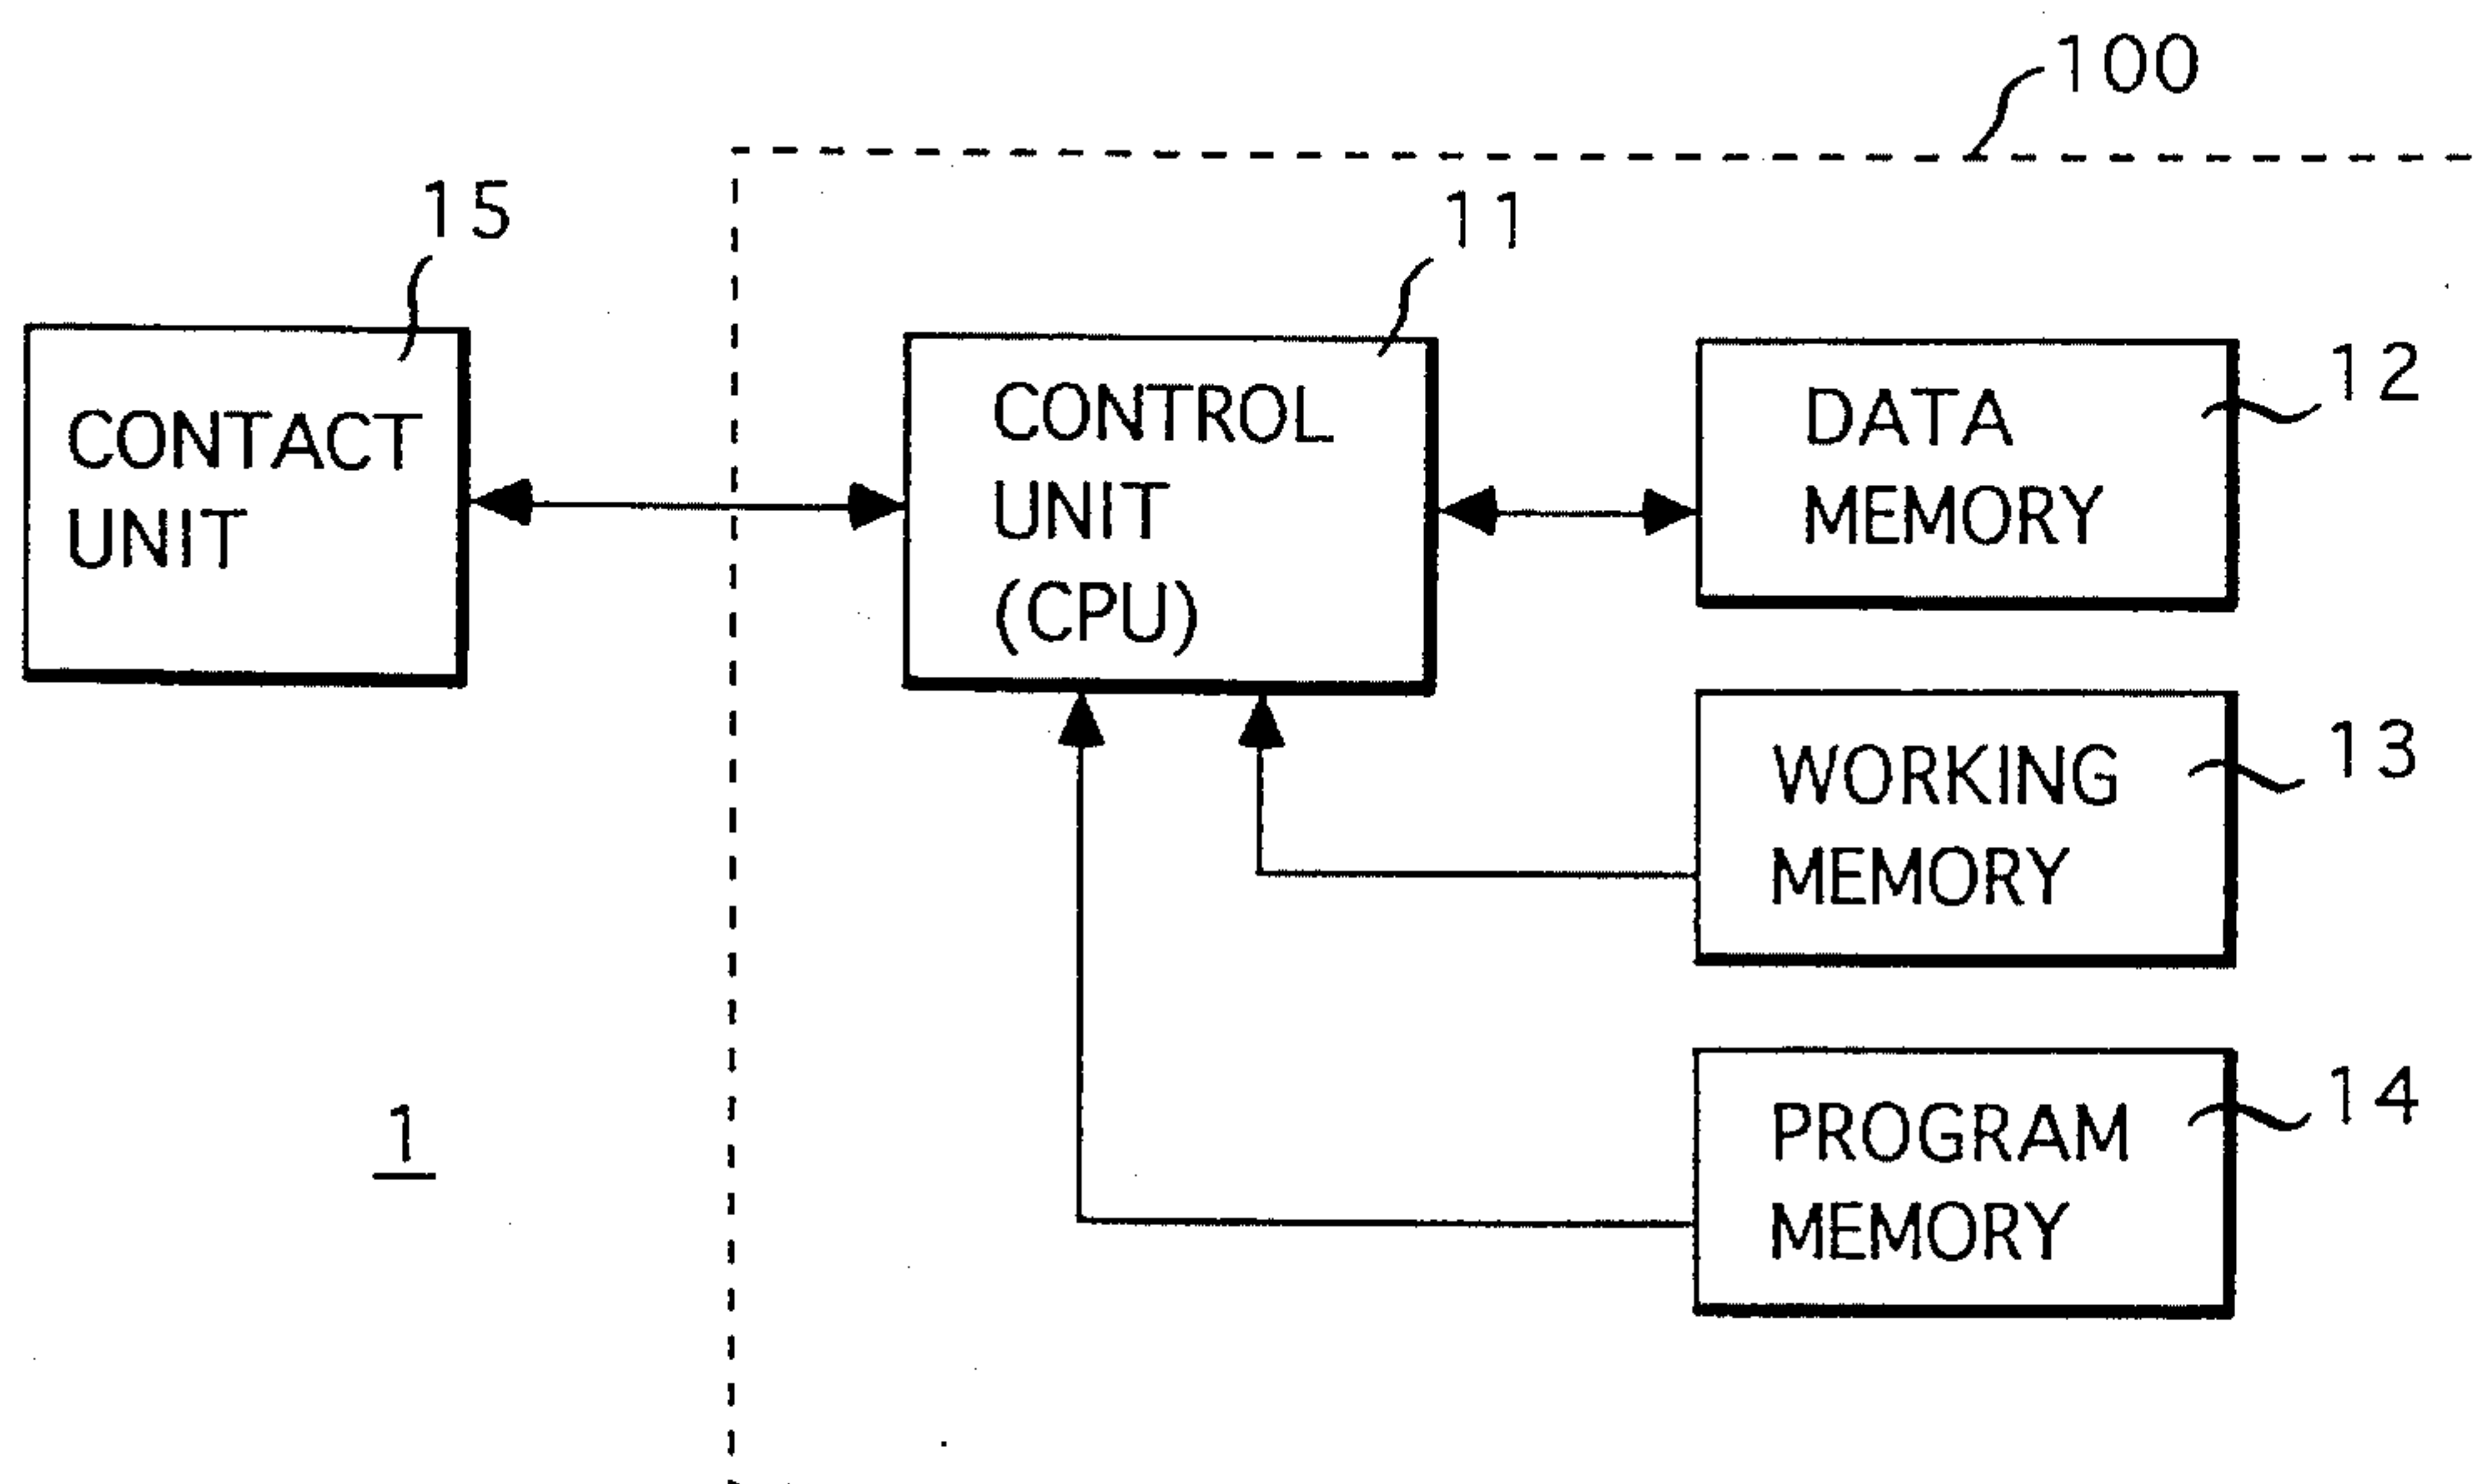 100
15
11
CONTACT
UNIT
CONTROL
UNIT
(CPU)
DATA
MEMORY
12
WORKING
MEMORY
13
PROGRAM
MEMORY
14
1